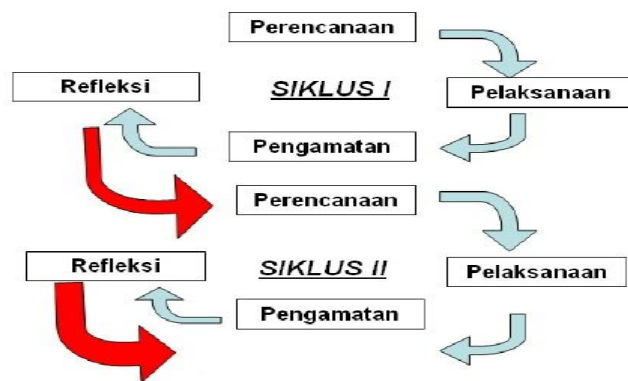 Perencanaan
Refleksi
SIKLUS I
Pelaksanaan
Pengamatan
Perencanaan
Refleksi
SIKLUS II
Pelaksanaan
Pengamatan